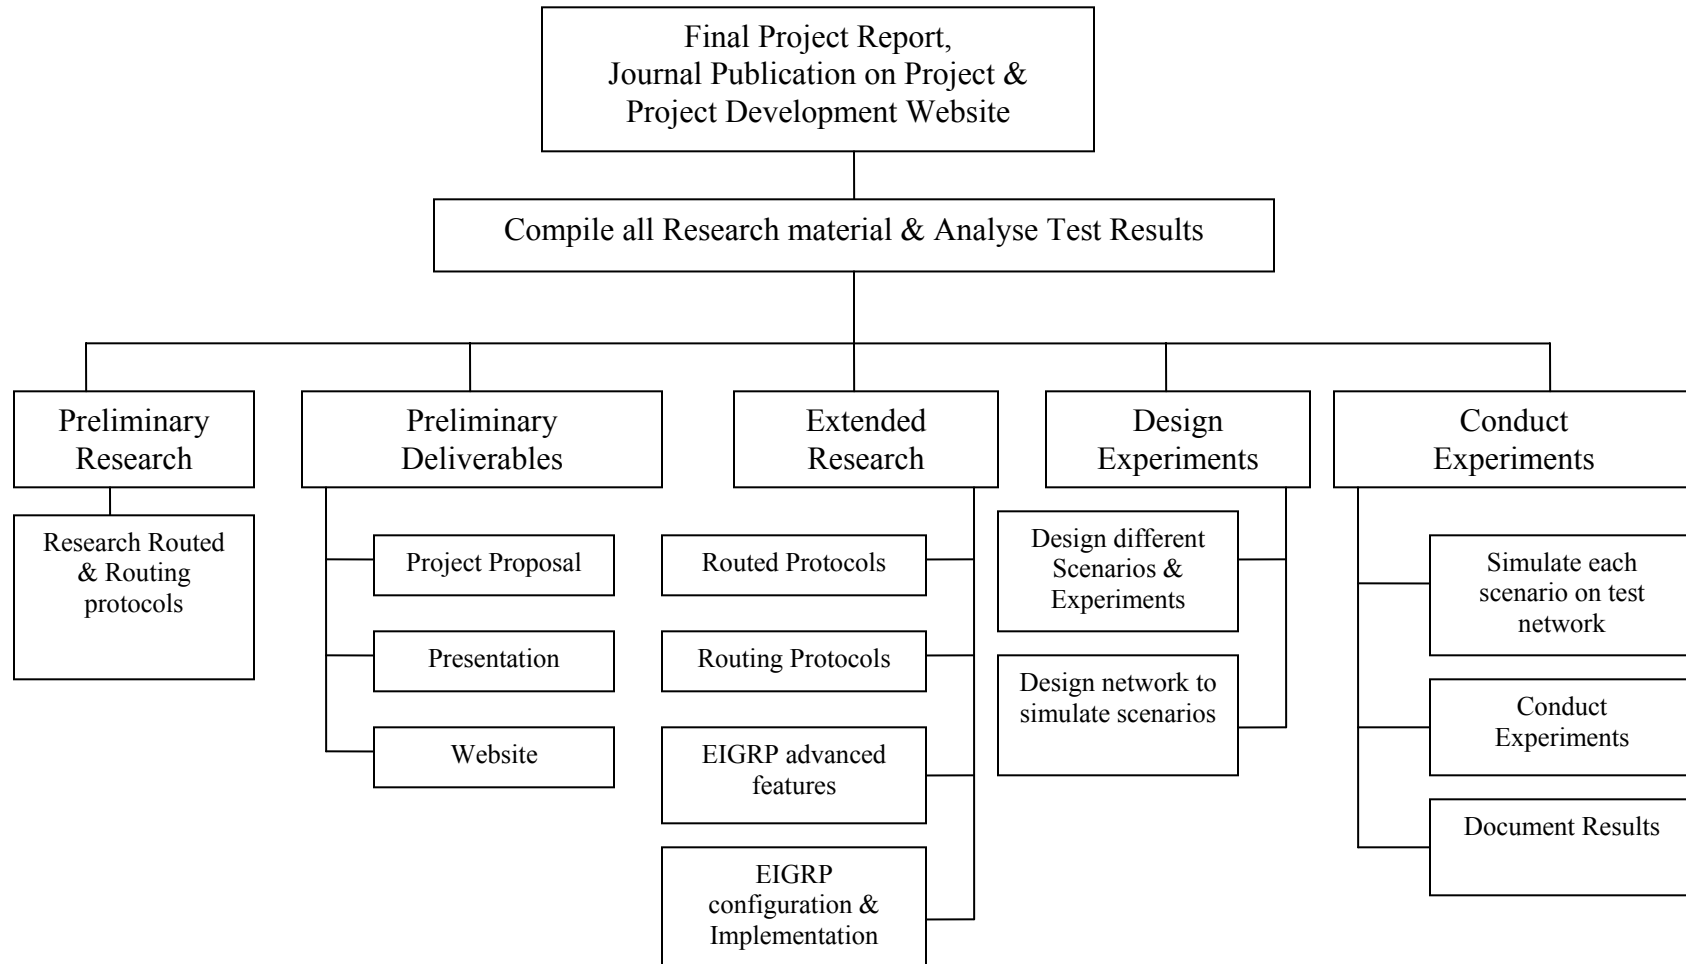 Final Project Report,
Journal Publication on Project &
Project Development Website
Compile all Research material & Analyse Test Results
Preliminary
Research
Research Routed
& Routing
protocols
Preliminary
Deliverables
Project Proposal
Presentation
Website
Extended
Research
Routed Protocols
Routing Protocols
EIGRP advanced
features
EIGRP
configuration &
Implementation
Design
Experiments
Design different
Scenarios &
Experiments
Design network to
simulate scenarios
Conduct
Experiments
Simulate each
scenario on test
network
Conduct
Experiments
Document Results